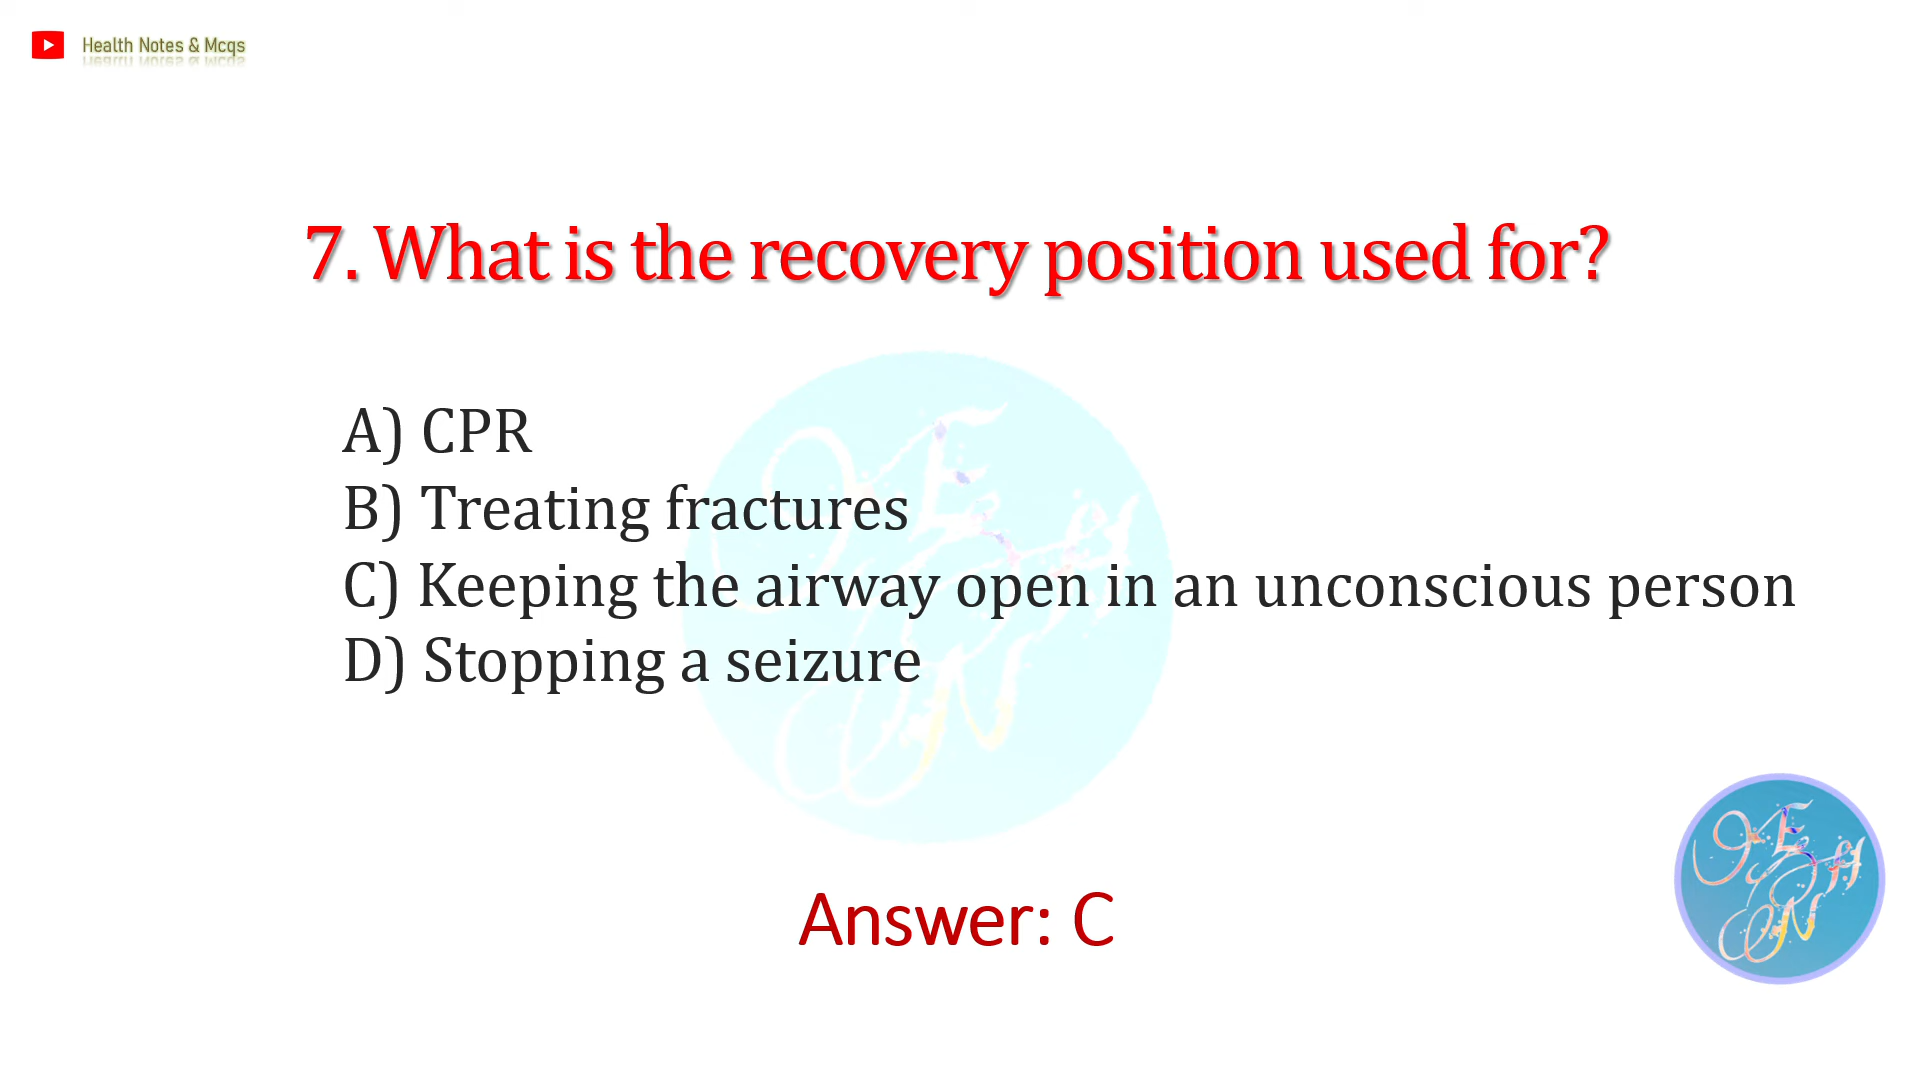 Health Notes & Mcqs
7. What is the recovery position used for?
A) CPR
B) Treating fractures
C) Keeping the airway open in an unconscious person
D) Stopping a seizure
Answer: C